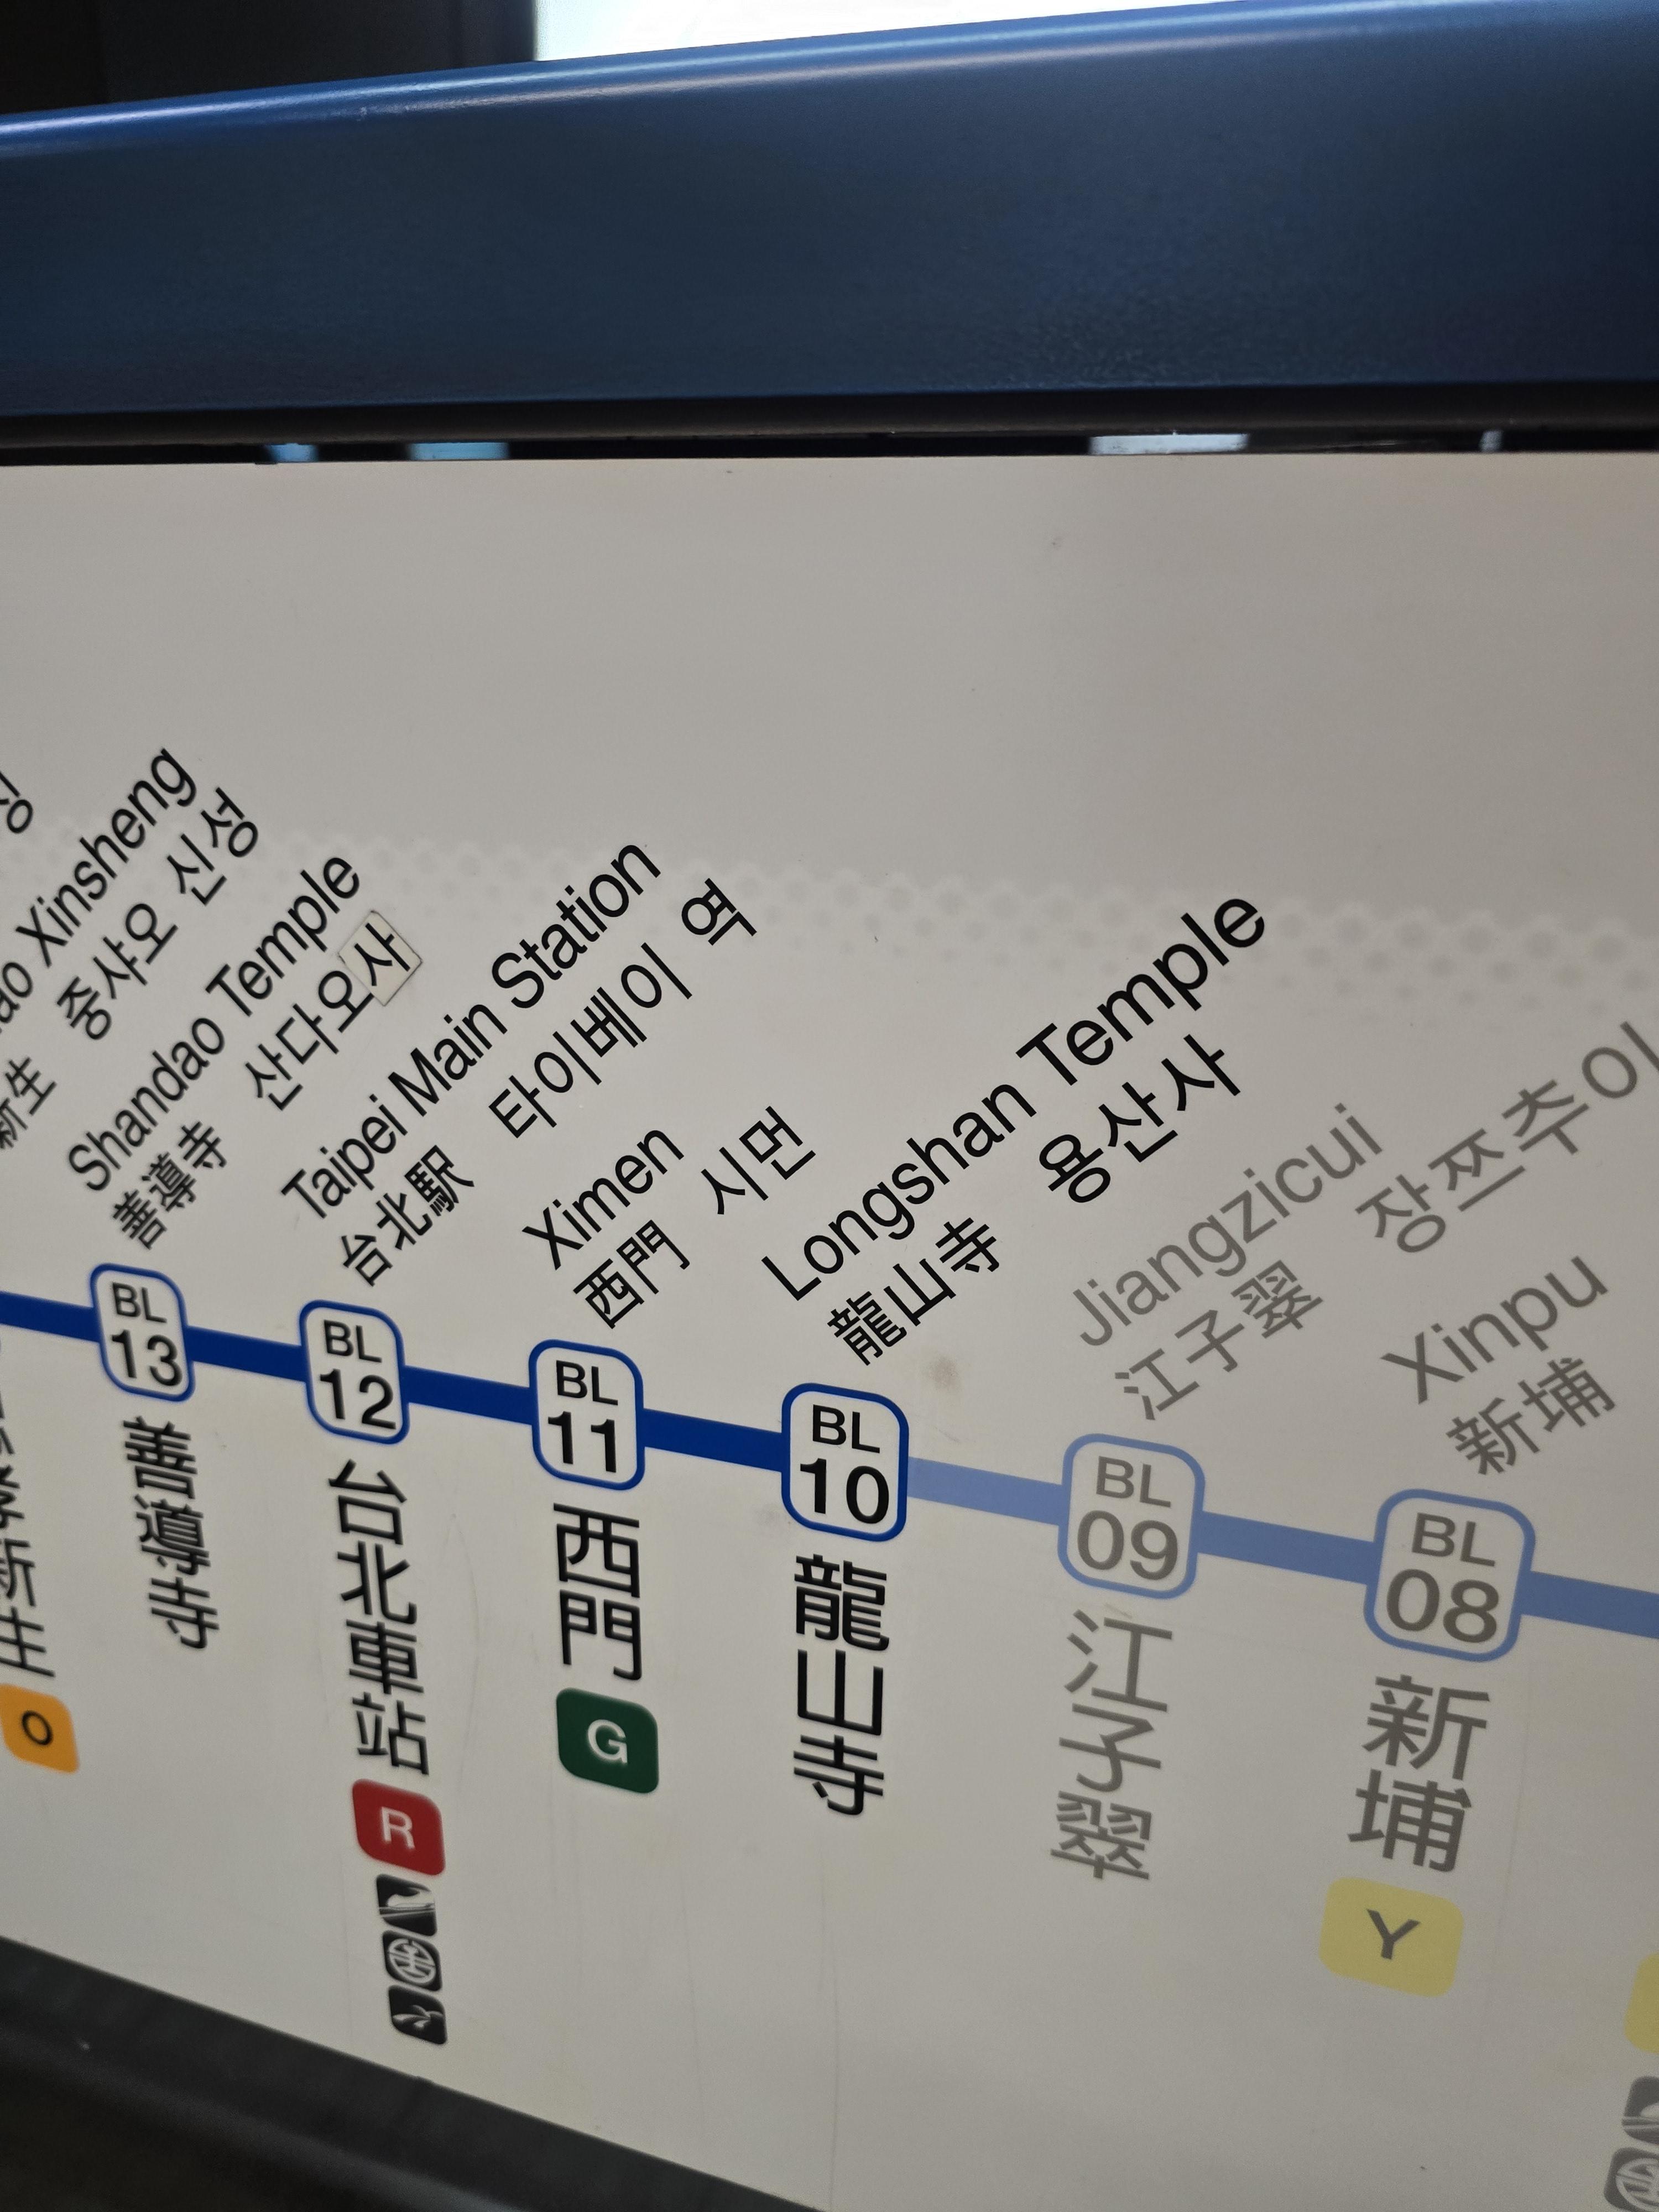 Xinsheng
新生 중샤오 신성
Shandao Temple
善導寺 산다오사
BL
13
善導寺
Taipei Main Station
台北駅 타이베이 역
BL
12
台北車站
R
Ximen
西門 시먼
BL
11
西門
G
Longshan Temple
龍山寺 용산사
BL
10
龍山寺
Jiangzicui
江子翠 장쯔추이
BL
09
江子翠
Xinpu
新埔
BL
08
新埔
Y
新生
O